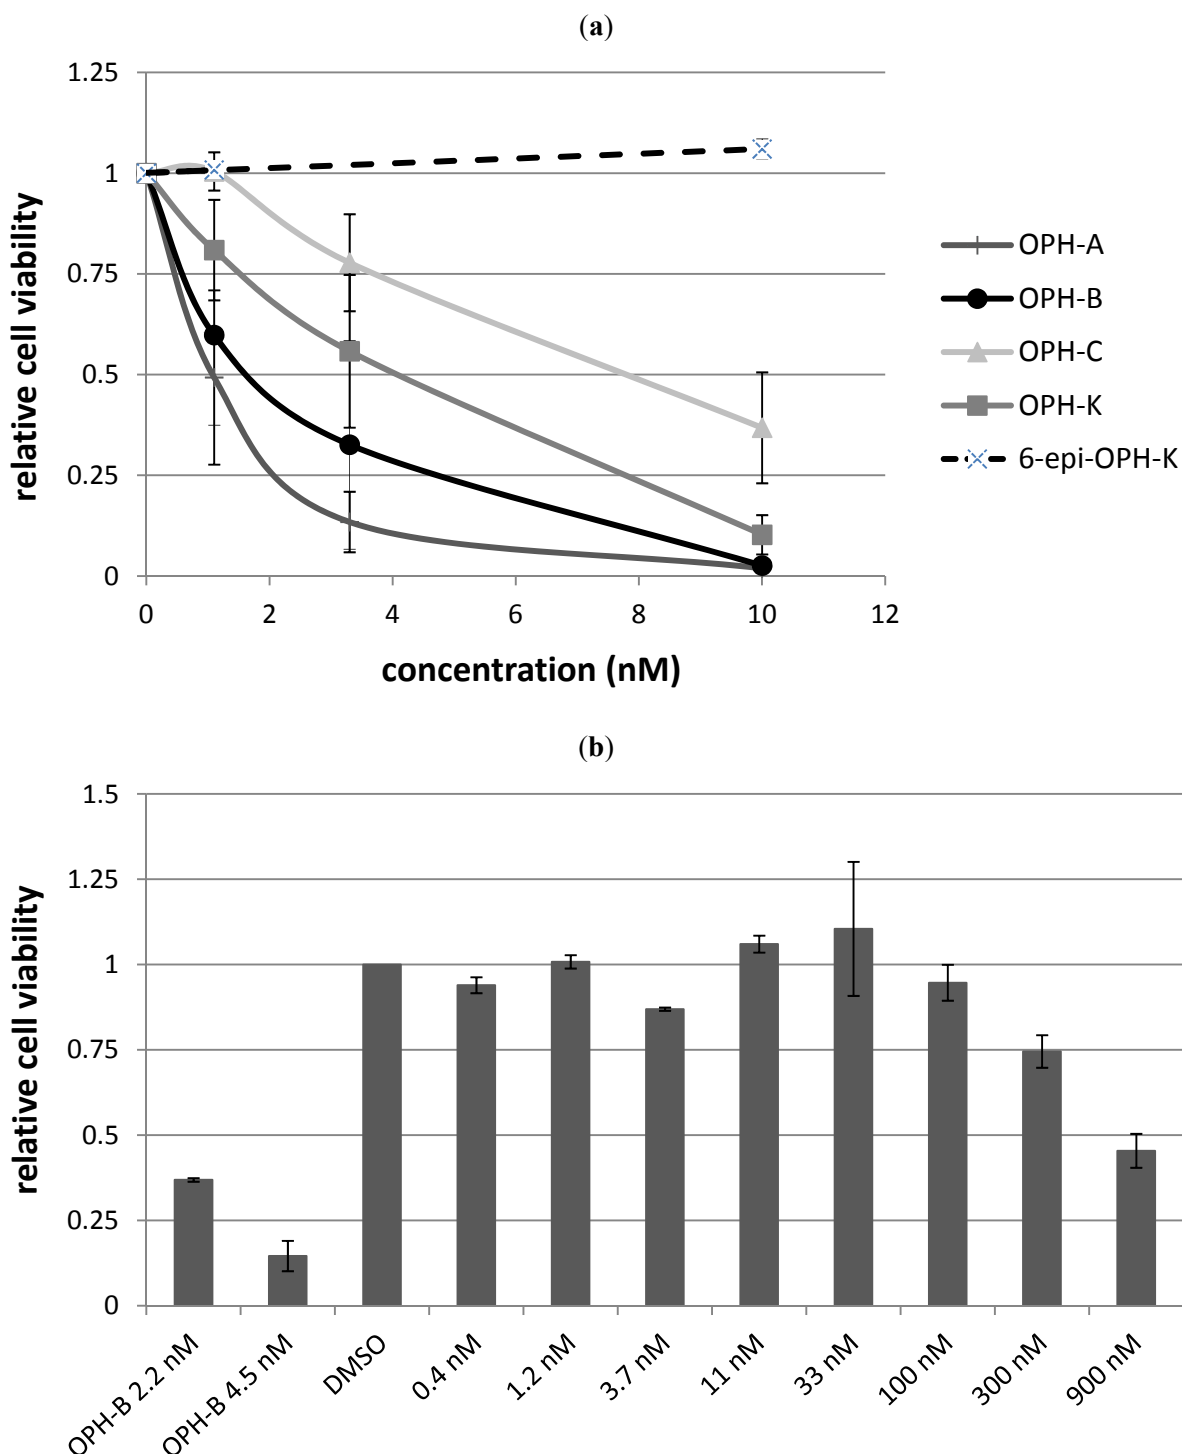 (a)
1.25
1
0.75
0.5
0.25
0
relative cell viability
0 2 4 6 8 10 12
concentration (nM)
OPH-A
OPH-B
OPH-C
OPH-K
6-epi-OPH-K
(b)
1.5
1.25
1
0.75
0.5
0.25
0
relative cell viability
OPH-B 2.2 nM
OPH-B 4.5 nM
DMSO
0.4 nM
1.2 nM
3.7 nM
11 nM
33 nM
100 nM
300 nM
900 nM